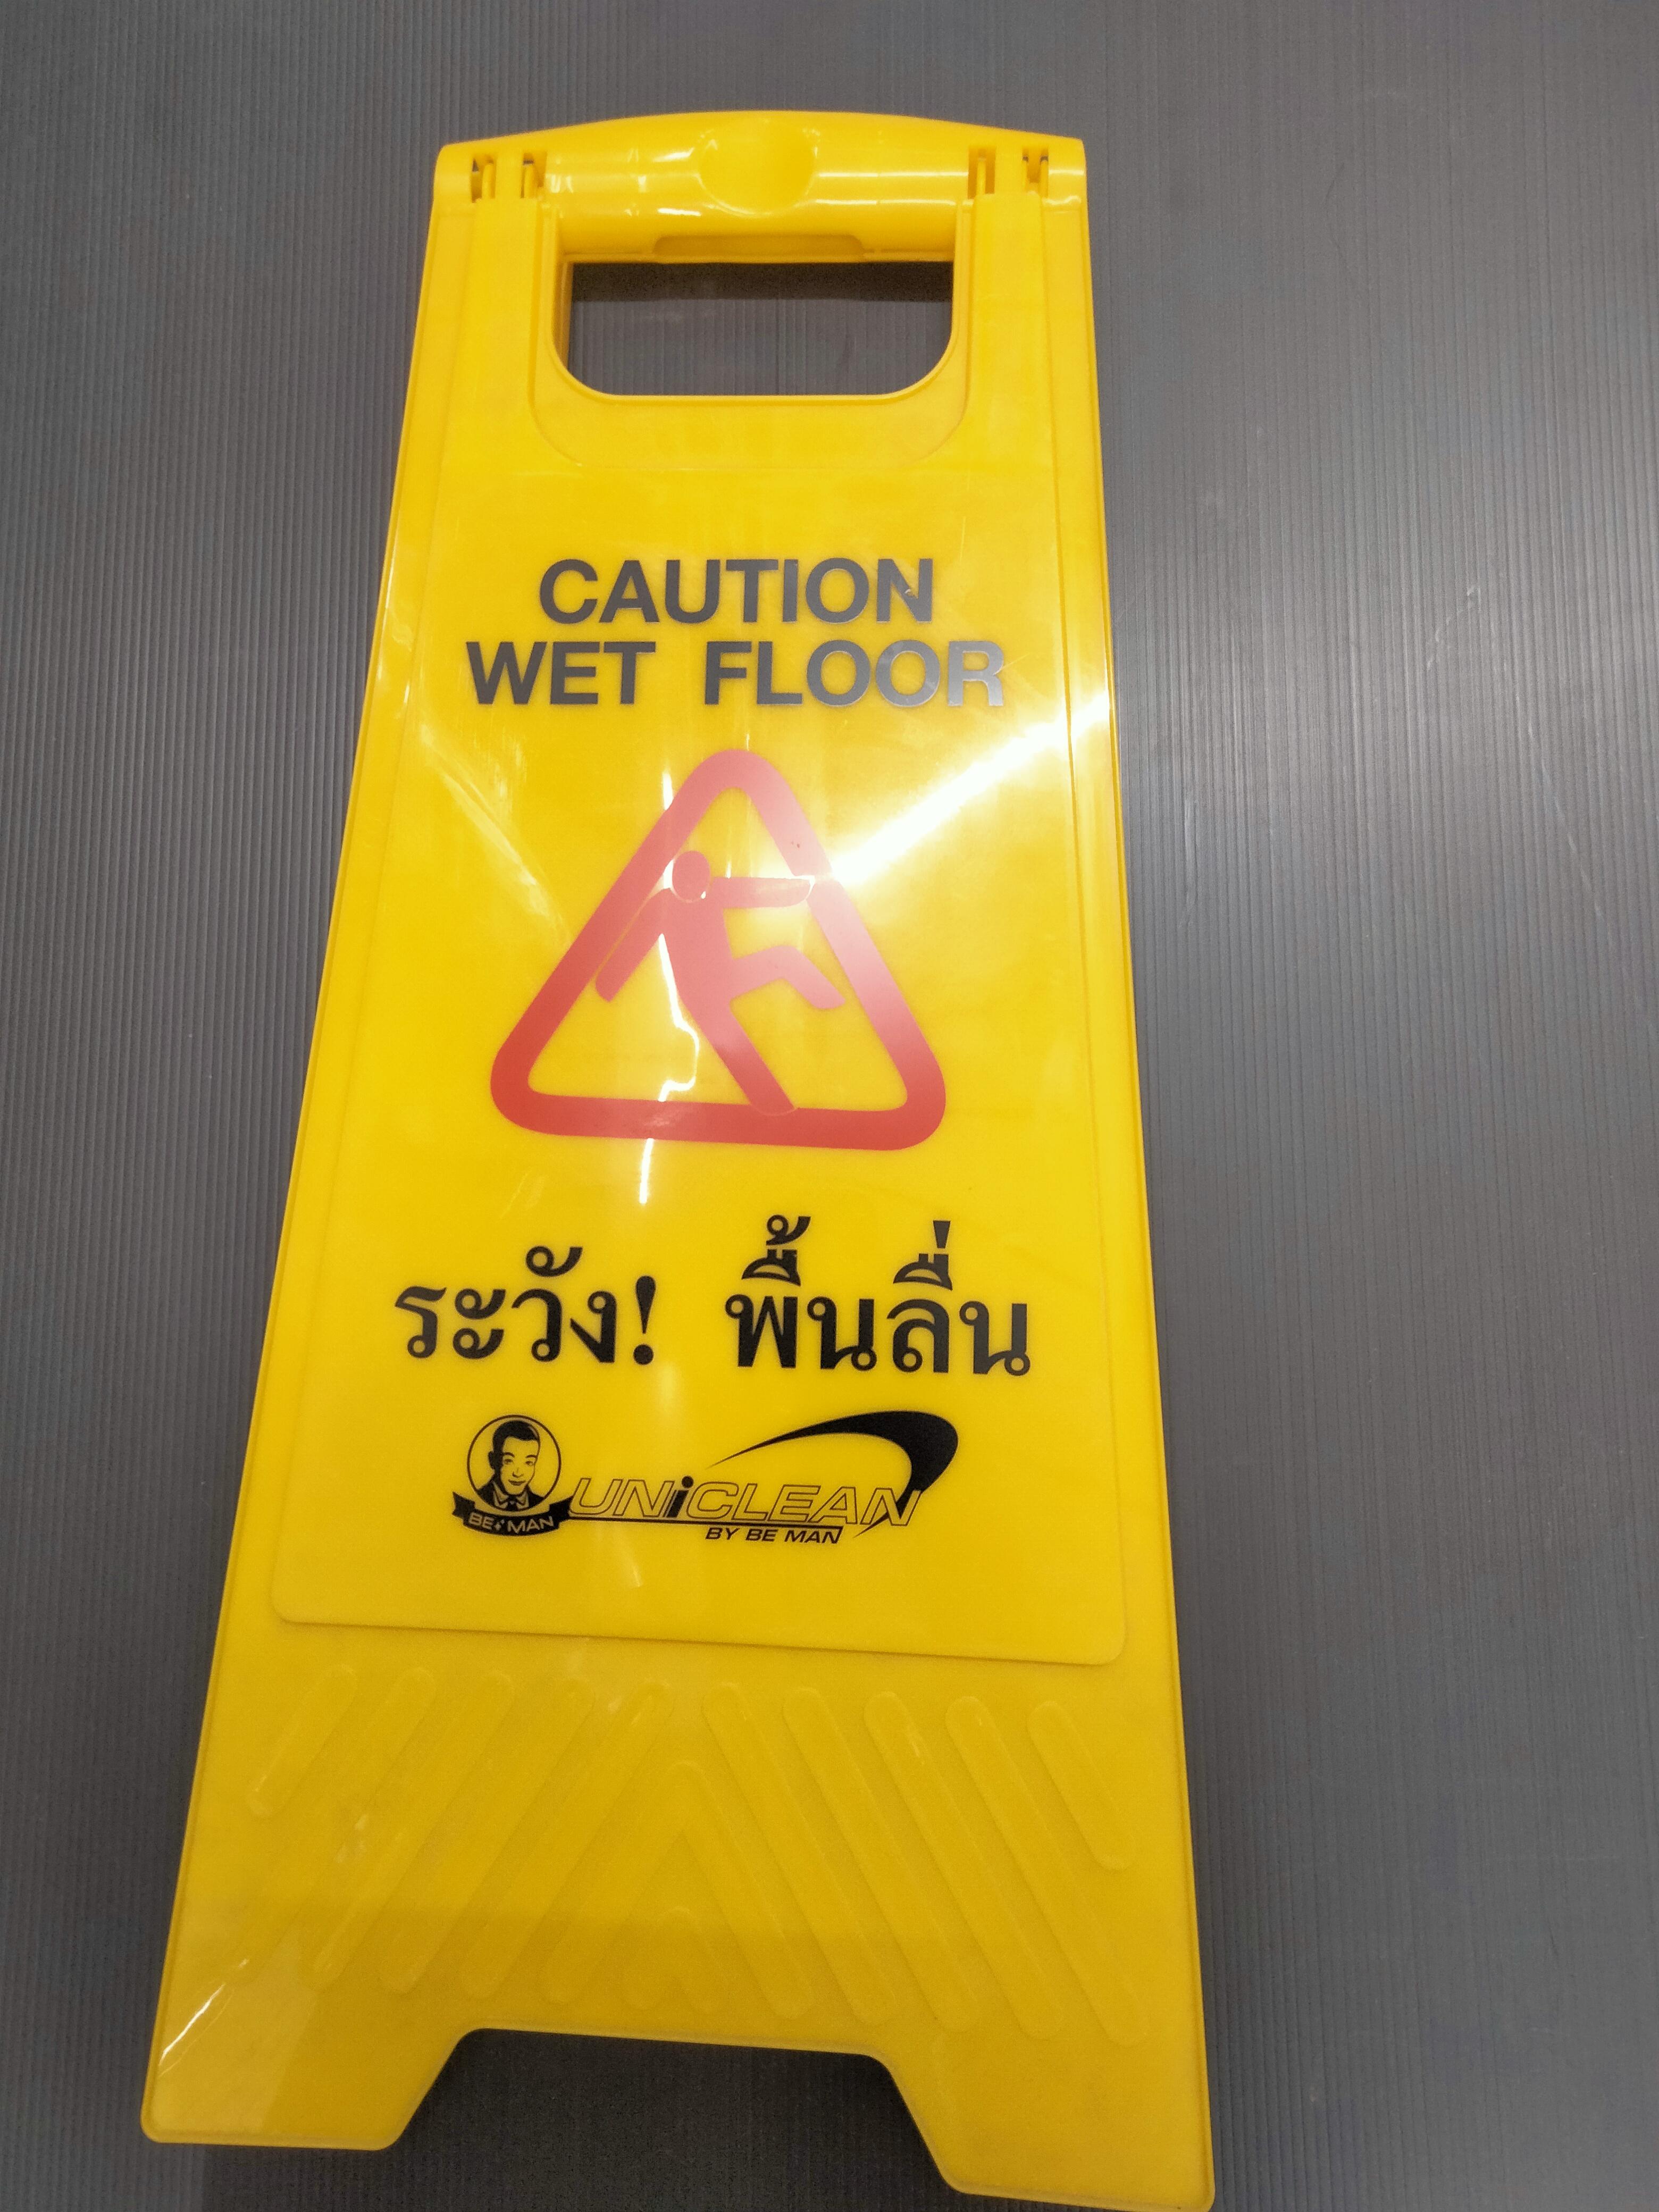 CAUTION
WET FLOOR
ระวัง! พื้นลื่น
BE MAN
UNiCLEAN
BY BE MAN